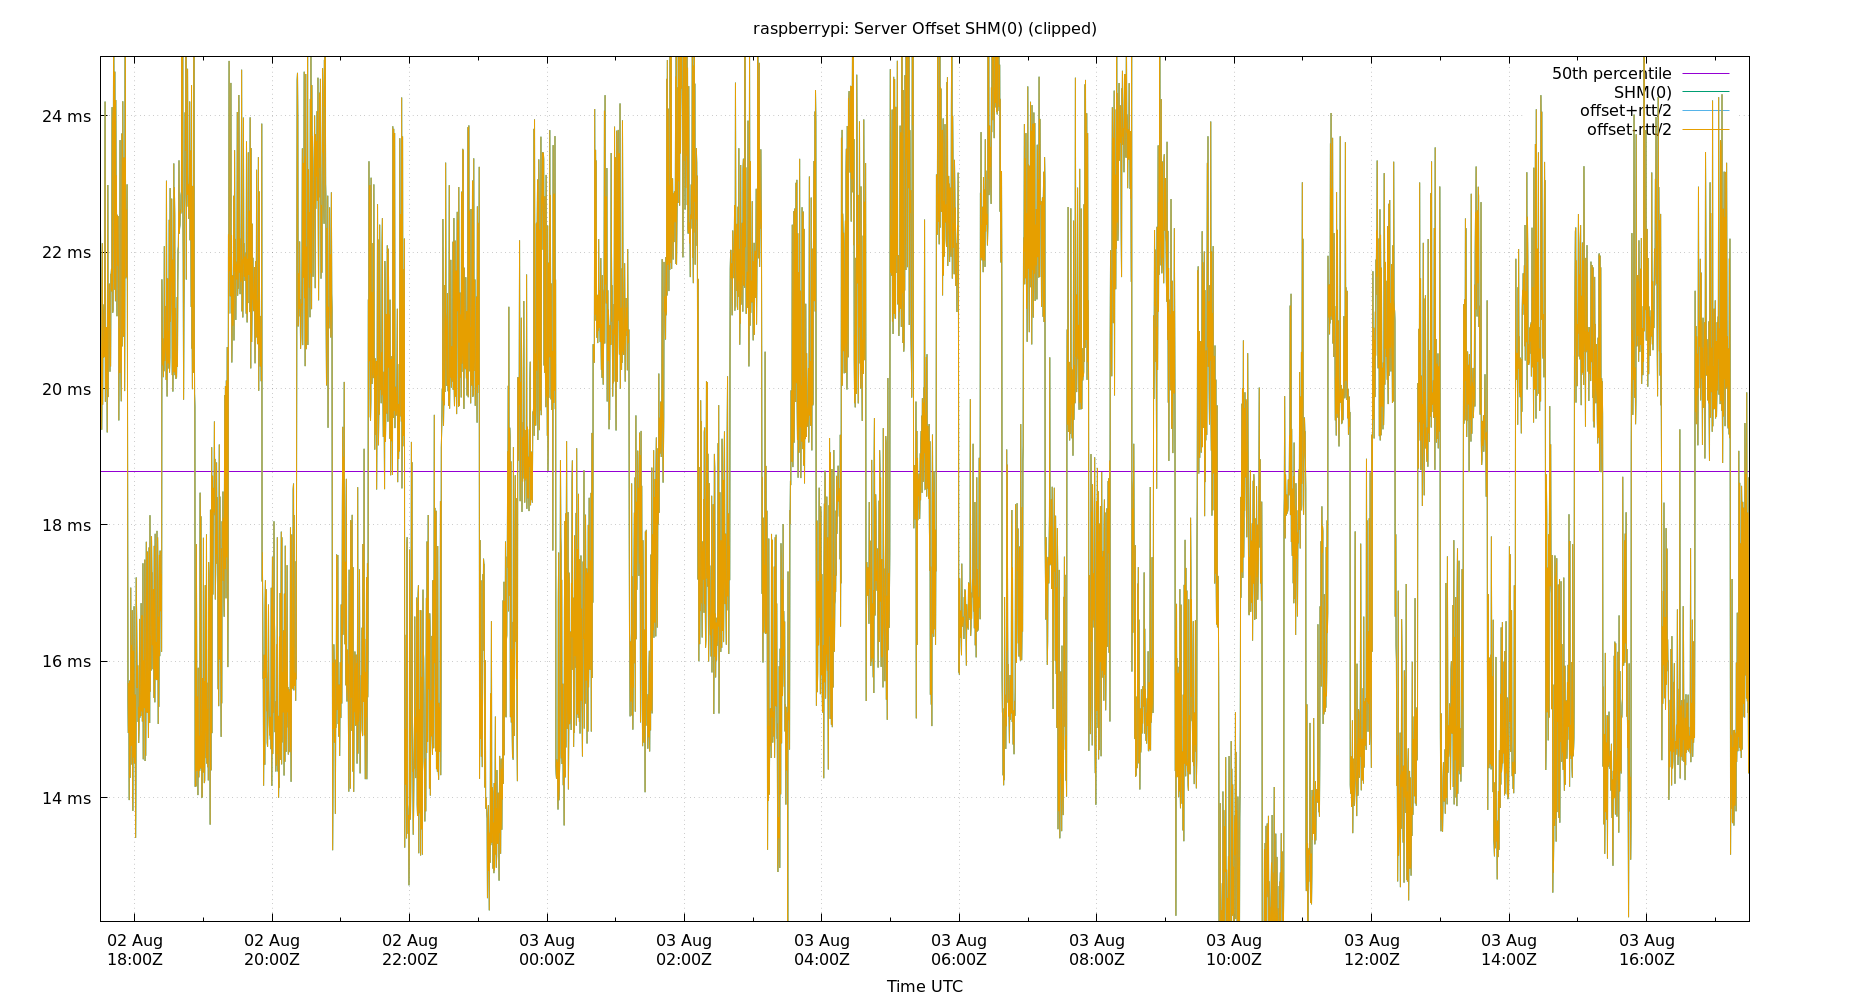 raspberrypi: Server Offset SHM(0) (clipped)
50th percentile
SHM(0)
offset+rtt/2
offset-rtt/2
24 ms
22 ms
20 ms
18 ms
16 ms
14 ms
02 Aug 02 Aug 02 Aug 03 Aug 03 Aug 03 Aug 03 Aug 03 Aug 03 Aug 03 Aug 03 Aug 03 Aug
18:00Z 20:00Z 22:00Z 00:00Z 02:00Z 04:00Z 06:00Z 08:00Z 10:00Z 12:00Z 14:00Z 16:00Z
Time UTC